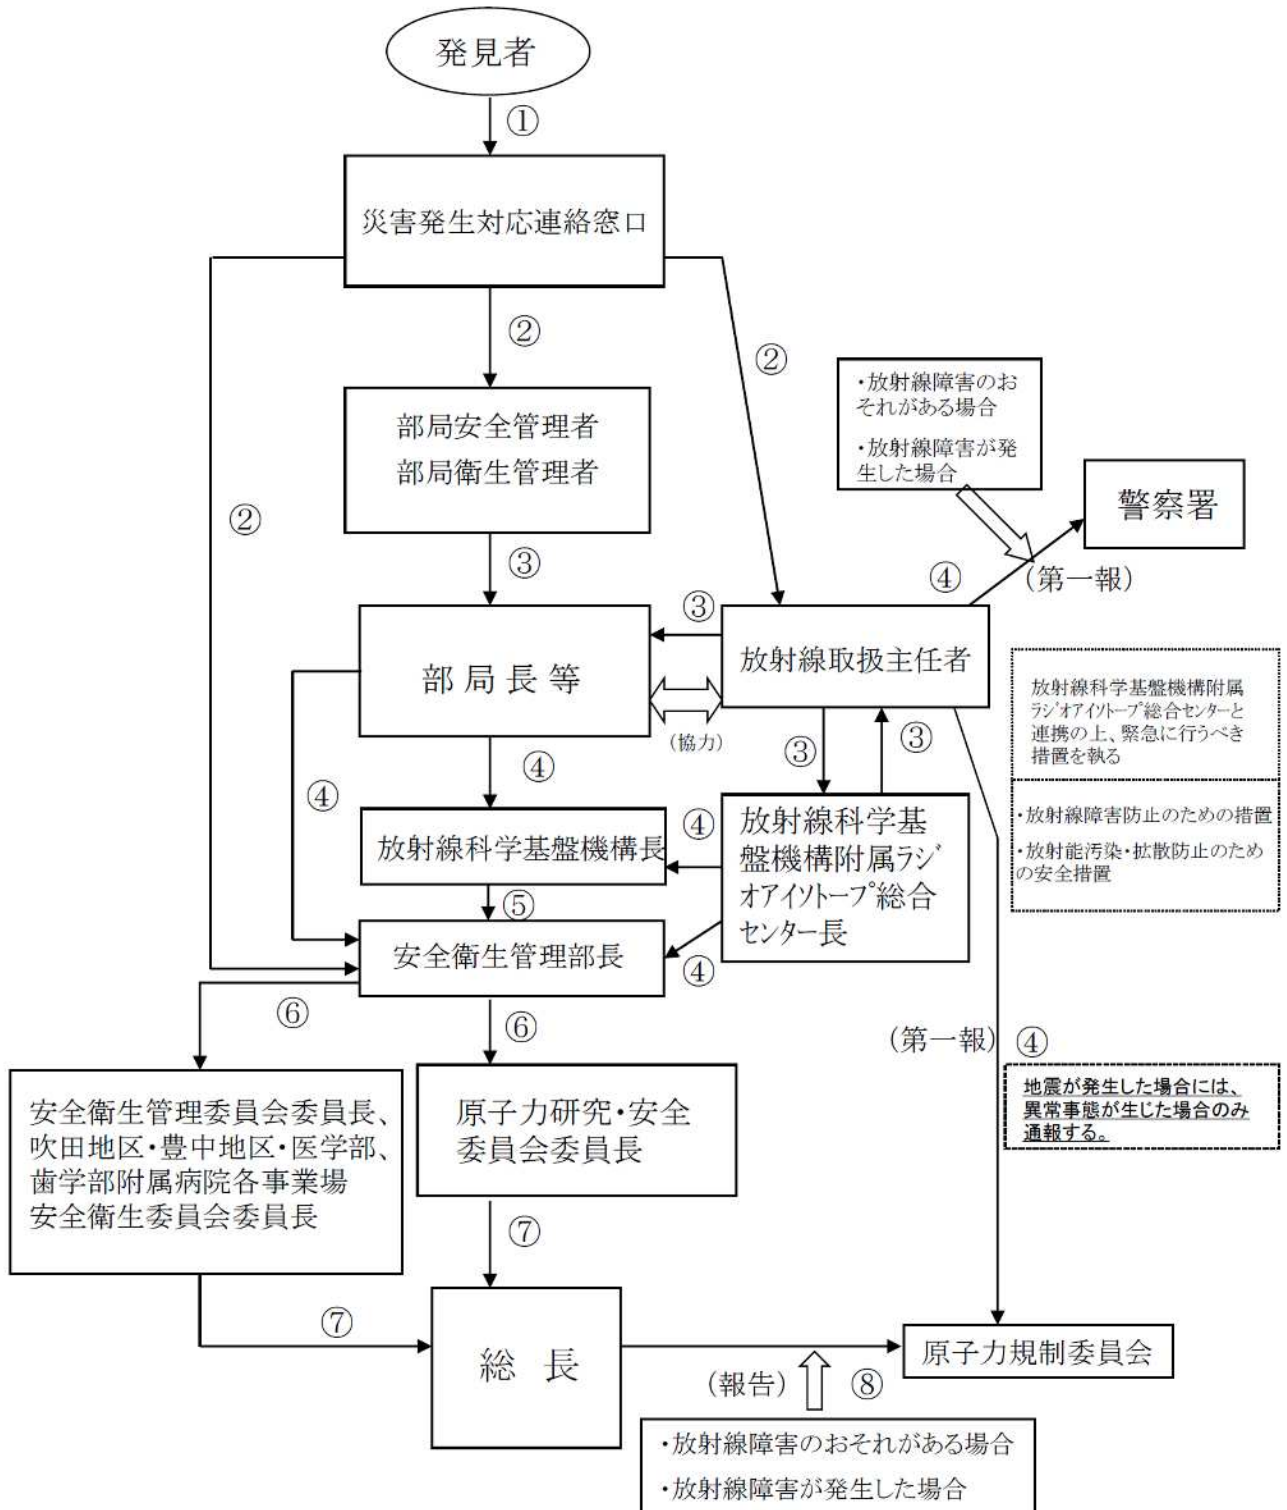 発見者
①
災害発生対応連絡窓口
②
②
②
部局安全管理者
部局衛生管理者
・放射線障害のお
それがある場合
・放射線障害が発
生した場合
警察署
③
④
(第一報)
部局長等
③
放射線取扱主任者
(協力)
放射線科学基盤機構附属
ラジオアイソトープ総合センターと
連携の上、緊急に行うべき
措置を執る
・放射線障害防止のための措置
・放射能汚染・拡散防止のため
の安全措置
④
④
③
③
放射線科学基盤機構長
④
放射線科学基
盤機構附属ラジ
オアイソトープ総合
センター長
⑤
④
安全衛生管理部長
⑥
⑥
(第一報)
④
地震が発生した場合には、
異常事態が生じた場合のみ
通報する。
安全衛生管理委員会委員長、
吹田地区・豊中地区・医学部、
歯学部附属病院各事業場
安全衛生委員会委員長
原子力研究・安全
委員会委員長
⑦
⑦
総長
原子力規制委員会
(報告)
⑧
・放射線障害のおそれがある場合
・放射線障害が発生した場合